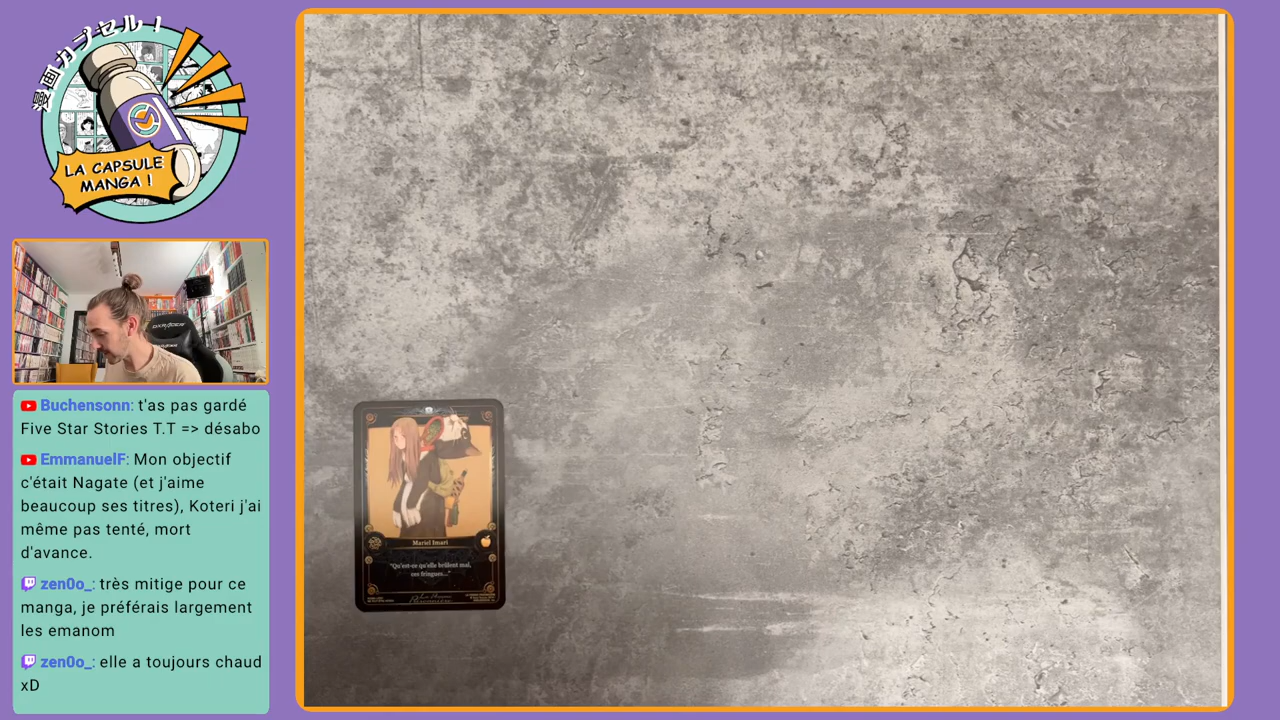 漫画カプセル！
LA CAPSULE
MANGA !
Buchensonn: t'as pas gardé
Five Star Stories T.T => désabo
EmmanuelF: Mon objectif
c'était Nagate (et j'aime
beaucoup ses titres), Koteri j'ai
même pas tenté, mort
d'avance.
zen0o_: très mitige pour ce
manga, je préférais largement
les emanom
zen0o_: elle a toujours chaud
xD
Mariel Imari
"Qu'est-ce qu'elle brûlent mal,
ces fringues..."